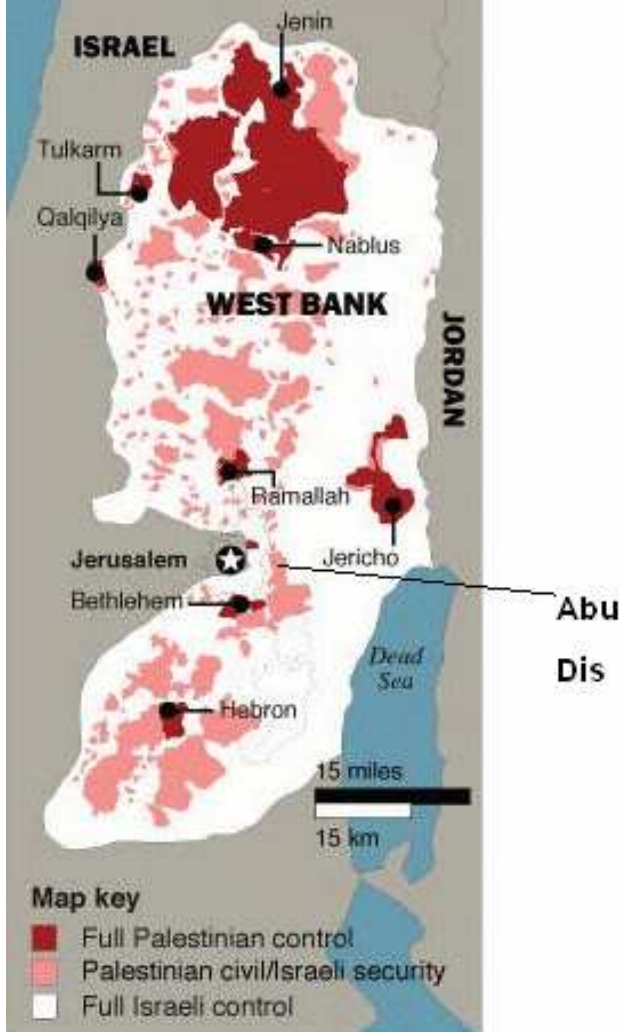 Jenin
ISRAEL
Tulkarm
Qalqilya
Nablus
WEST BANK
JORDAN
Ramallah
Jerusalem
Jericho
Bethlehem
Abu
Dis
Dead
Sea
Hebron
15 miles
15 km
Map key
Full Palestinian control
Palestinian civil/Israeli security
Full Israeli control